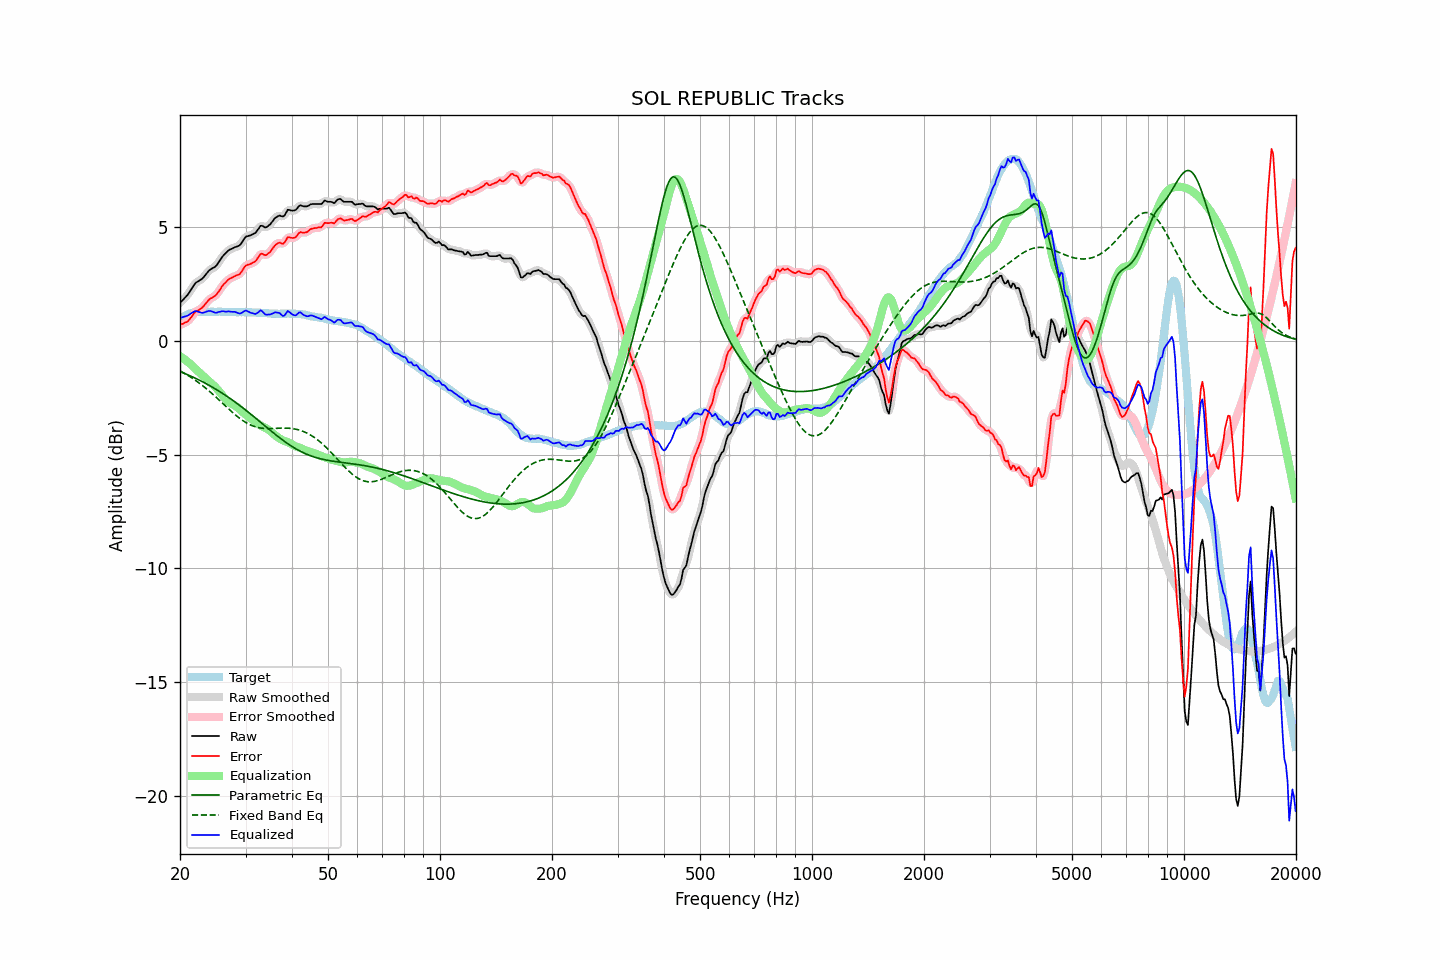 SOL REPUBLIC Tracks
Amplitude (dBr)
5
0
−5
−10
−15
−20
Target
Raw Smoothed
Error Smoothed
Raw
Error
Equalization
Parametric Eq
Fixed Band Eq
Equalized
20
50
100
200
500
1000
2000
5000
10000
20000
Frequency (Hz)